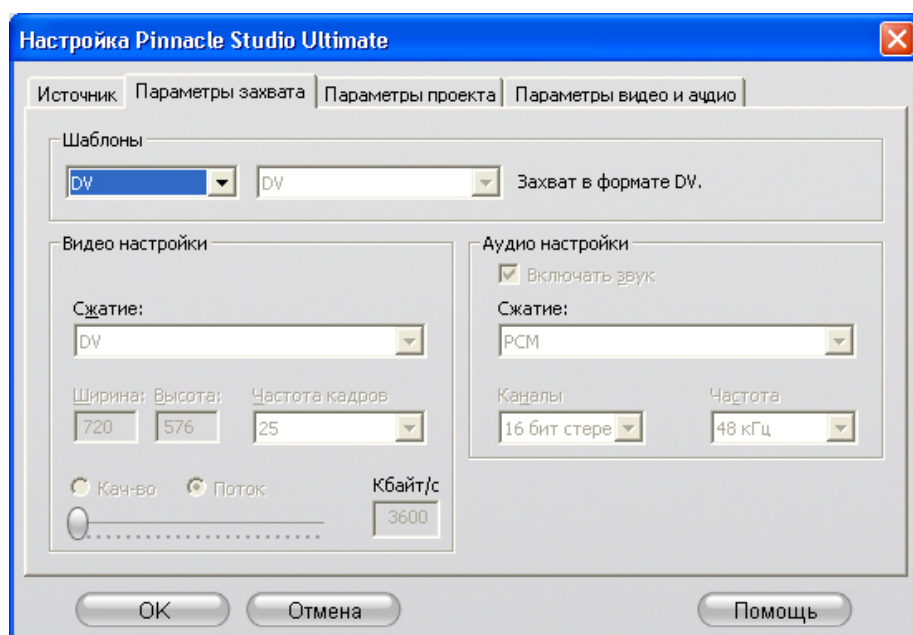 Настройка Pinnacle Studio Ultimate
Источник Параметры захвата Параметры проекта Параметры видео и аудио
Шаблоны
DV DV Захват в формате DV.
Видео настройки Аудио настройки
Включать звук
Сжатие: Сжатие:
DV PCM
Ширина: Высота: Частота кадров Каналы Частота
720 576 25 16 бит стере 48 кГц
Кач-во Поток Кбайт/с
3600
OK Отмена Помощь